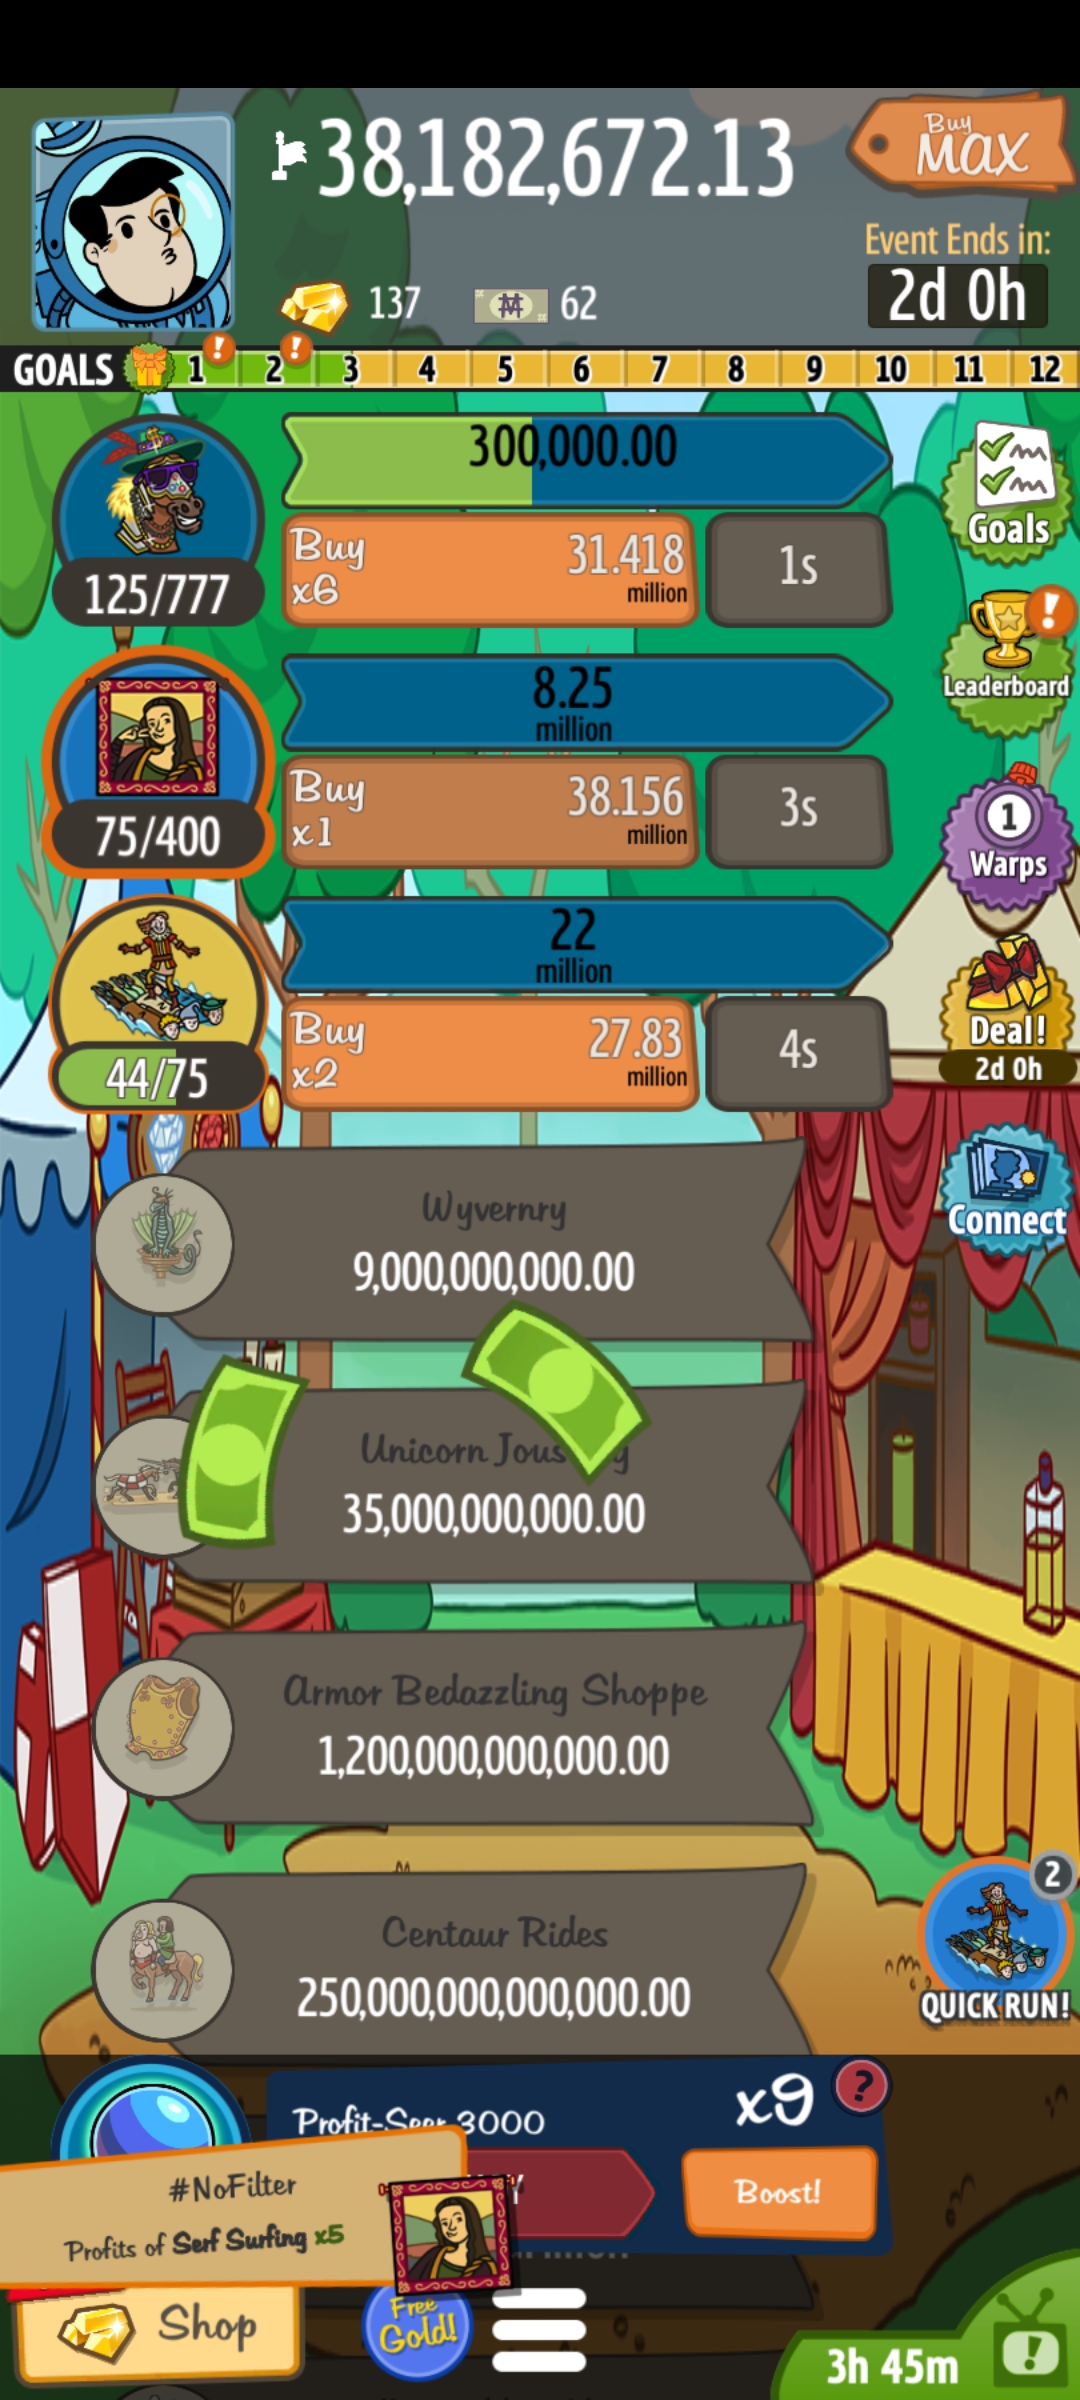 38,182,672.13
Buy
MAX
Event Ends in:
2d 0h
137
62
GOALS 1 ! 2 ! 3 4 5 6 7 8 9 10 11 12
300,000.00
Buy
x6
31.418
million
1s
125/777
Goals
8.25
million
Buy
x1
38.156
million
3s
75/400
!
Leaderboard
1
Warps
22
million
Buy
x2
27.83
million
4s
44/75
Deal!
2d 0h
Connect
Wyvernry
9,000,000,000.00
Unicorn Jous
35,000,000,000.00
Armor Bedazzling Shoppe
1,200,000,000,000.00
Centaur Rides
250,000,000,000,000.00
2
QUICK RUN!
Profit-Seer 3000
x9
?
Boost!
#NoFilter
Profits of Serf Surfing x5
Shop
Free
Gold!
3h 45m
!